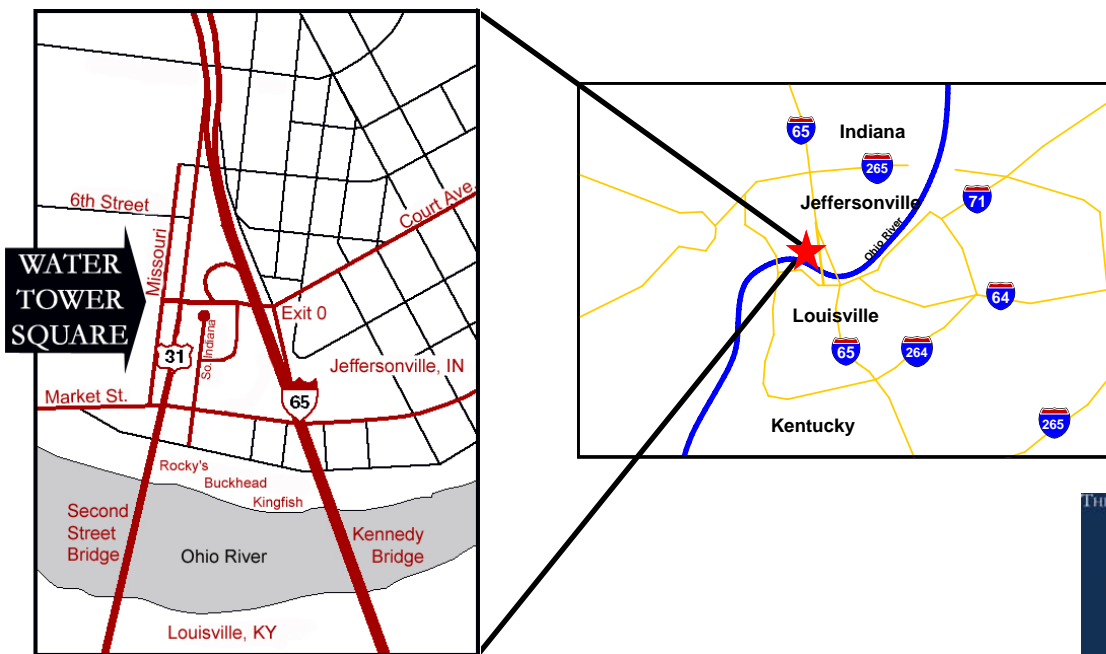 6th Street
Missouri
Court Ave.
WATER
TOWER
SQUARE
Exit 0
So. Indiana
31
Jeffersonville, IN
Market St.
65
Rocky's
Buckhead
Kingfish
Second
Street
Bridge
Ohio River
Kennedy
Bridge
Louisville, KY
65
Indiana
265
Jeffersonville
71
Ohio River
64
Louisville
65
264
Kentucky
265